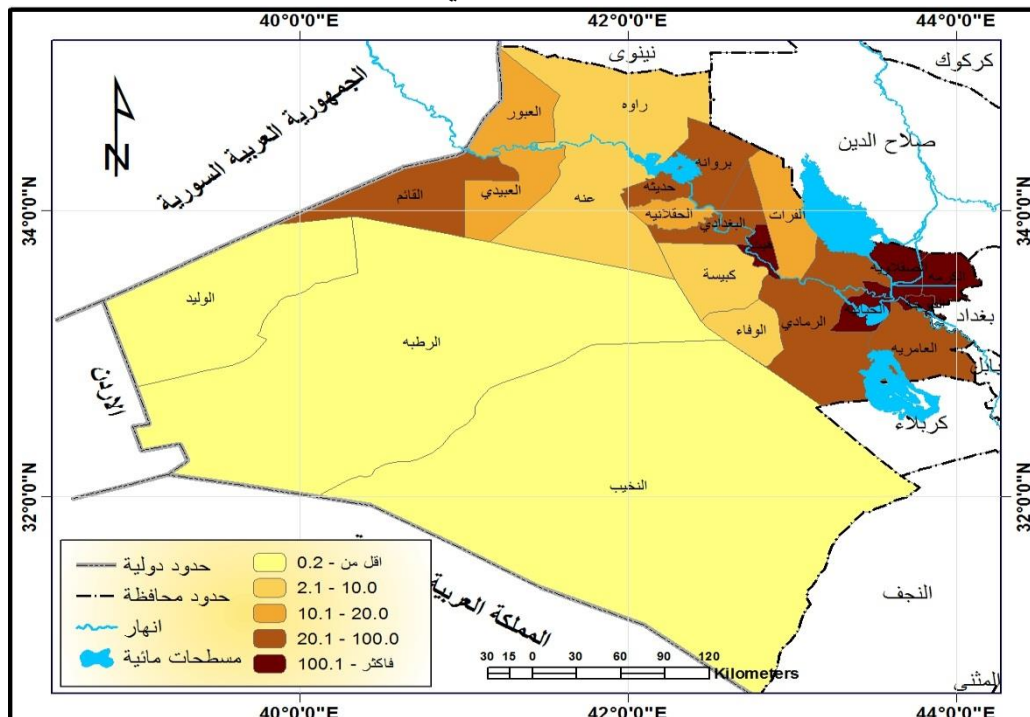 40°0'0"E 42°0'0"E 44°0'0"E
نينوى
كركوك
صلاح الدين
الجمهورية العربية السورية
N
34°0'0"N
34°0'0"N
32°0'0"N
32°0'0"N
العبور
راوه
بروانه
حديثة
القائم
العبيدي
عنه
الحقلانيه
البغدادي
الفرات
كبيسة
الوفاء
الرمادي
العامريه
بغداد
بابل
كربلاء
الوليد
الرطبه
الاردن
النخيب
النجف
المثنى
المملكة العربية
حدود دولية
حدود محافظة
انهار
مسطحات مائية
اقل من - 0.2
2.1 - 10.0
10.1 - 20.0
20.1 - 100.0
فاكثر - 100.1
30 15 0 30 60 90 120
Kilometers
40°0'0"E 42°0'0"E 44°0'0"E